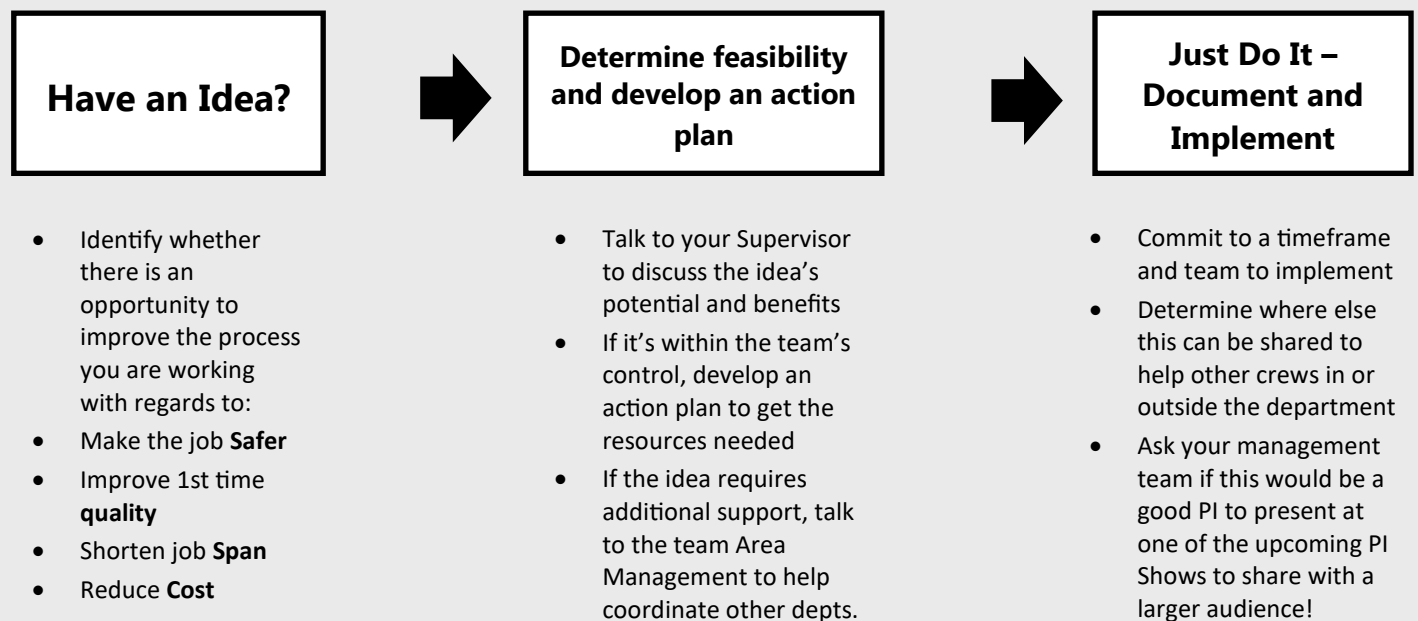 Have an Idea?
Determine feasibility
and develop an action
plan
Just Do It –
Document and
Implement
• Identify whether
there is an
opportunity to
improve the process
you are working
with regards to:
• Make the job Safer
• Improve 1st time
quality
• Shorten job Span
• Reduce Cost
• Talk to your Supervisor
to discuss the idea’s
potential and benefits
• If it’s within the team’s
control, develop an
action plan to get the
resources needed
• If the idea requires
additional support, talk
to the team Area
Management to help
coordinate other depts.
• Commit to a timeframe
and team to implement
• Determine where else
this can be shared to
help other crews in or
outside the department
• Ask your management
team if this would be a
good PI to present at
one of the upcoming PI
Shows to share with a
larger audience!